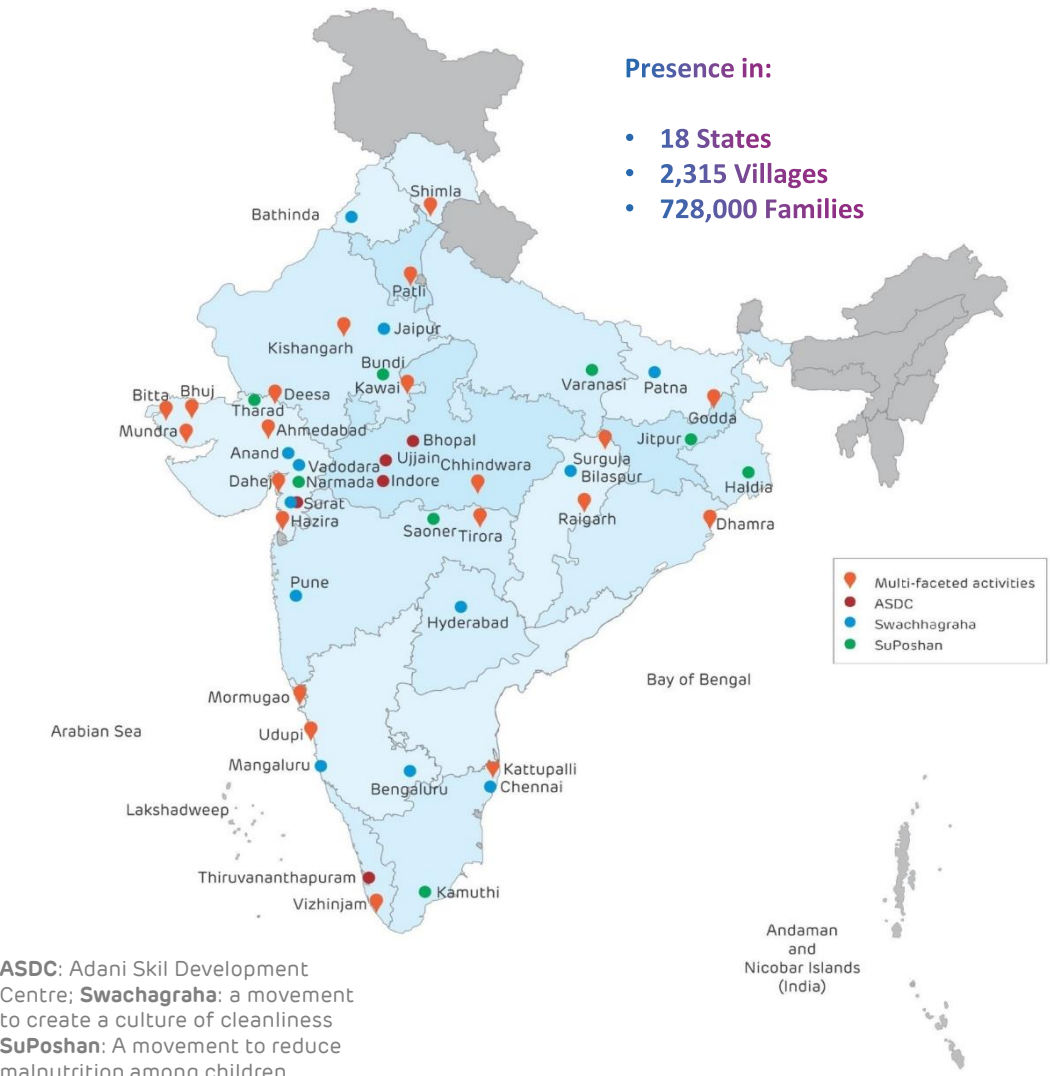 Presence in:
• 18 States
• 2,315 Villages
• 728,000 Families
Shimla
Bathinda
Patli
Jaipur
Kishangarh
Bundi
Kawai
Varanasi
Patna
Bitta
Bhuj
Deesa
Tharad
Godda
Mundra
Ahmedabad
Jitpur
Bhopal
Anand
Ujjain
Chhindwara
Surguja
Vadodara
Bilaspur
Dahej
Narmada
Indore
Haldia
Surat
Hazira
Raigarh
Dhamra
Saoner
Tirora
Pune
Hyderabad
Multi-faceted activities
ASDC
Swachhagraha
SuPoshan
Bay of Bengal
Mormugao
Arabian Sea
Udupi
Mangaluru
Kattupalli
Bengaluru
Chennai
Lakshadweep
Thiruvananthapuram
Kamuthi
Vizhinjam
Andaman
and
Nicobar Islands
(India)
ASDC: Adani Skil Development
Centre; Swachagraha: a movement
to create a culture of cleanliness
SuPoshan: A movement to reduce
malnutrition among children